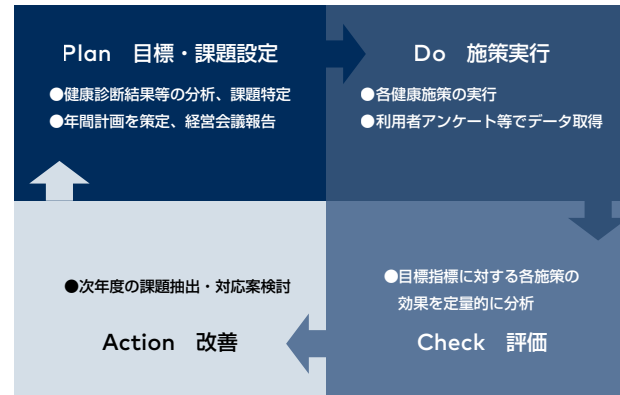 Plan 目標・課題設定
●健康診断結果等の分析、課題特定
●年間計画を策定、経営会議報告
Do 施策実行
●各健康施策の実行
●利用者アンケート等でデータ取得
●目標指標に対する各施策の
効果を定量的に分析
Check 評価
●次年度の課題抽出・対応案検討
Action 改善